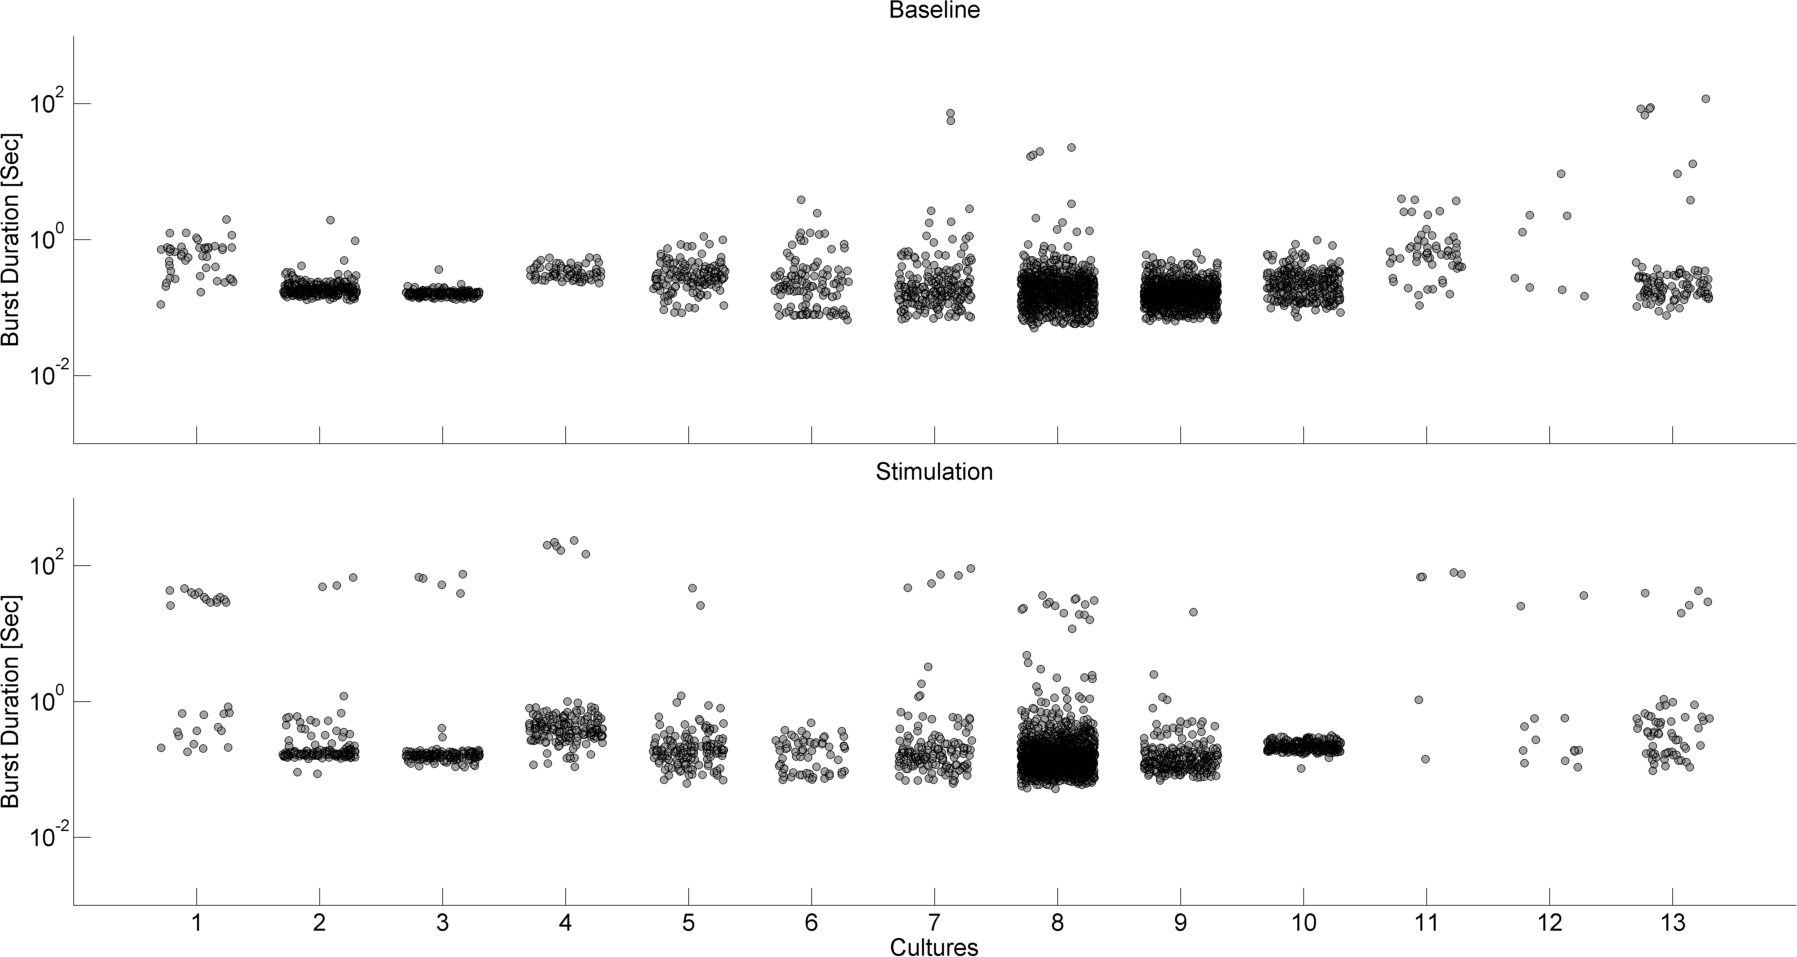 Baseline
10^2
10^0
10^-2
Burst Duration [Sec]
Stimulation
10^2
10^0
10^-2
Burst Duration [Sec]
1 2 3 4 5 6 7 8 9 10 11 12 13
Cultures